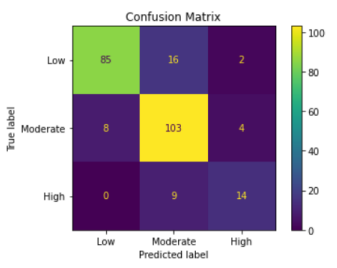 Confusion Matrix
Low 85 16 2
Moderate 8 103 4
High 0 9 14
Low Moderate High
Predicted label
True label
100
80
60
40
20
0